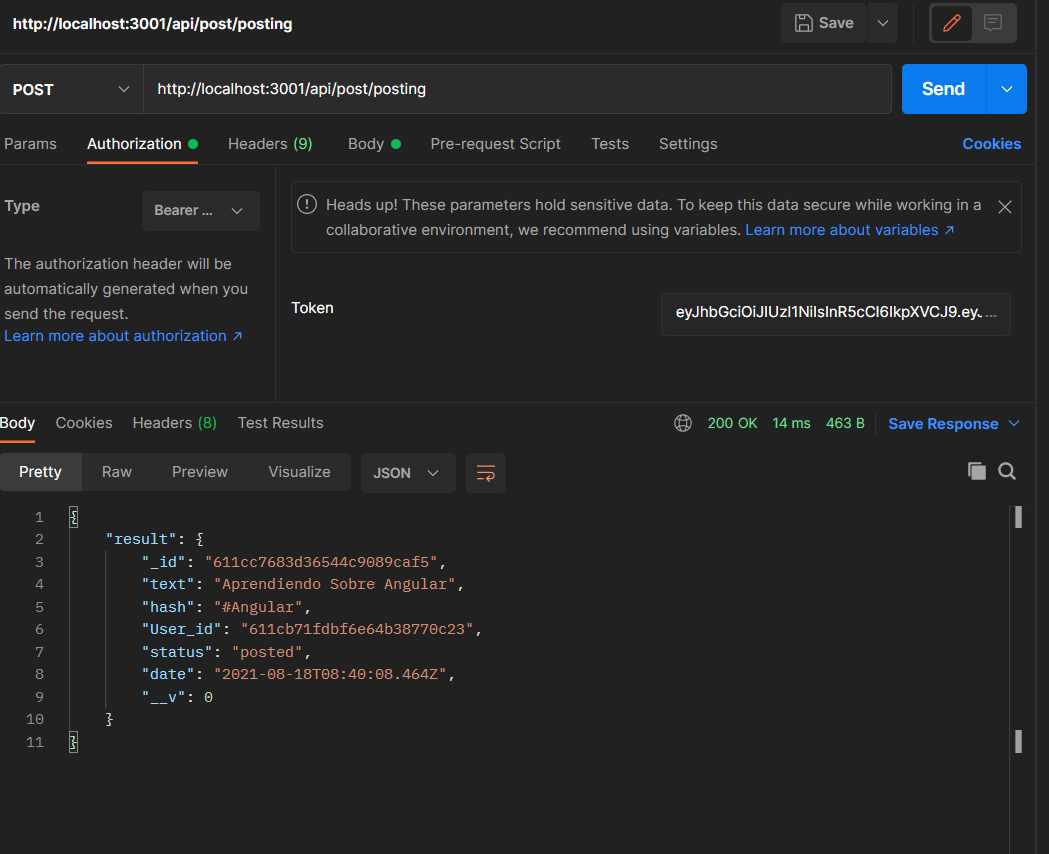 http://localhost:3001/api/post/posting
Save
POST
http://localhost:3001/api/post/posting
Send
Params Authorization Headers (9) Body Pre-request Script Tests Settings Cookies
Type
Bearer ...
The authorization header will be
automatically generated when you
send the request.
Learn more about authorization ↗
Heads up! These parameters hold sensitive data. To keep this data secure while working in a
collaborative environment, we recommend using variables. Learn more about variables ↗
Token
eyJhbGciOiJIUzI1NiIsInR5cCI6IkpXVCJ9.eyJ...
Body Cookies Headers (8) Test Results 200 OK 14 ms 463 B Save Response
Pretty Raw Preview Visualize JSON
1 {
2 "result": {
3 "_id": "611cc7683d36544c9089caf5",
4 "text": "Aprendiendo Sobre Angular",
5 "hash": "#Angular",
6 "User_id": "611cb71fdbf6e64b38770c23",
7 "status": "posted",
8 "date": "2021-08-18T08:40:08.464Z",
9 "__v": 0
10 }
11 }